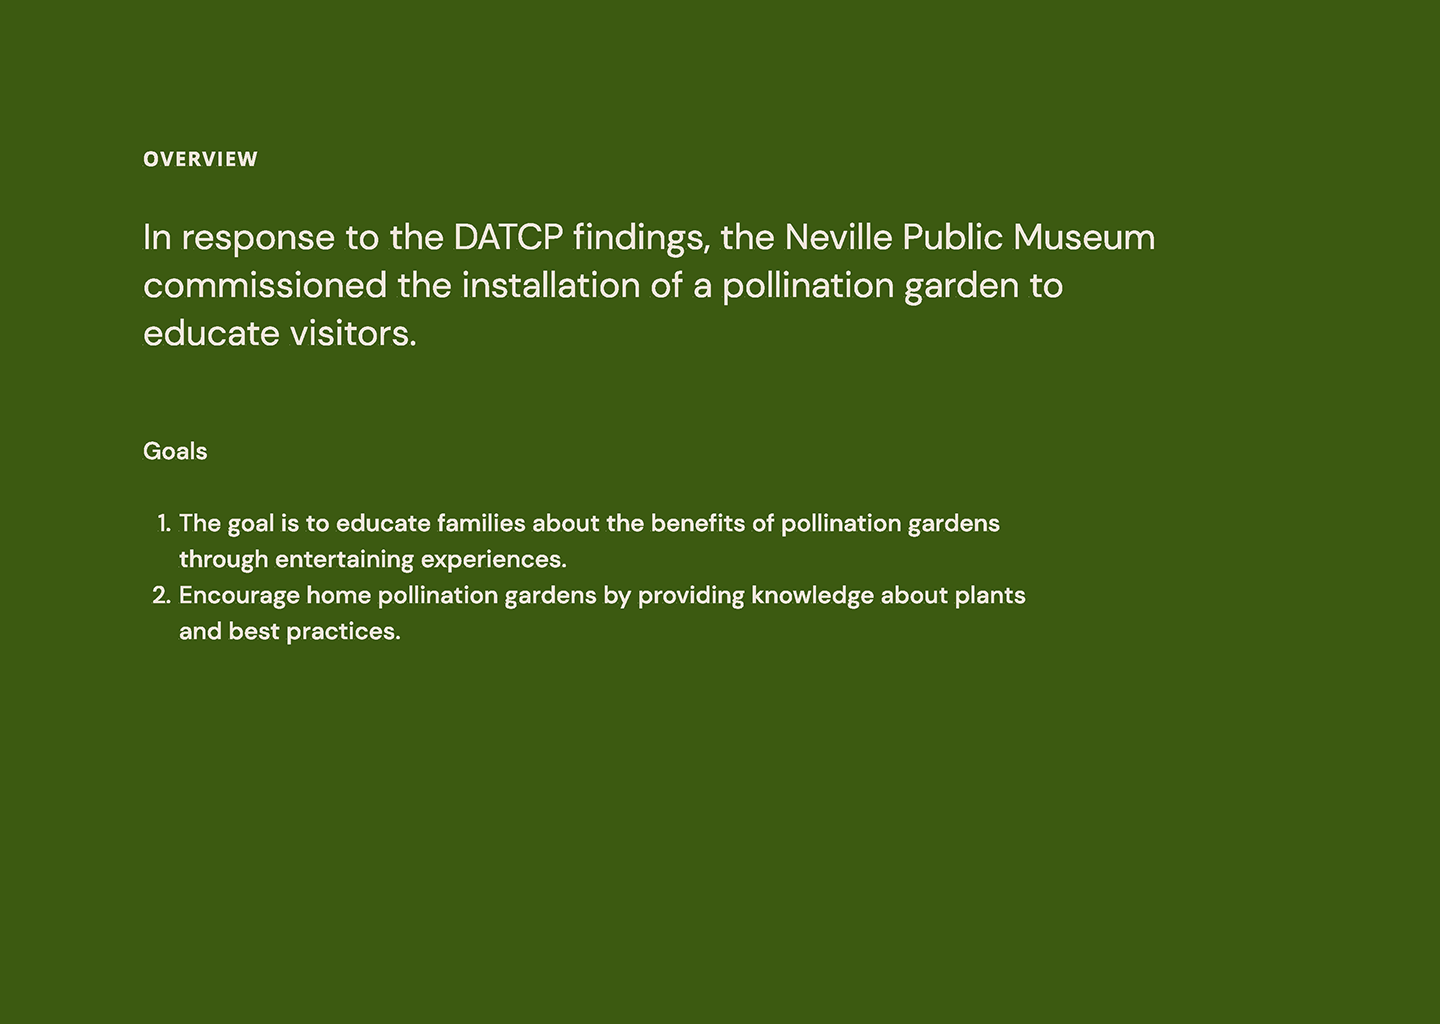 OVERVIEW
In response to the DATCP findings, the Neville Public Museum
commissioned the installation of a pollination garden to
educate visitors.
Goals
1. The goal is to educate families about the benefits of pollination gardens
through entertaining experiences.
2. Encourage home pollination gardens by providing knowledge about plants
and best practices.